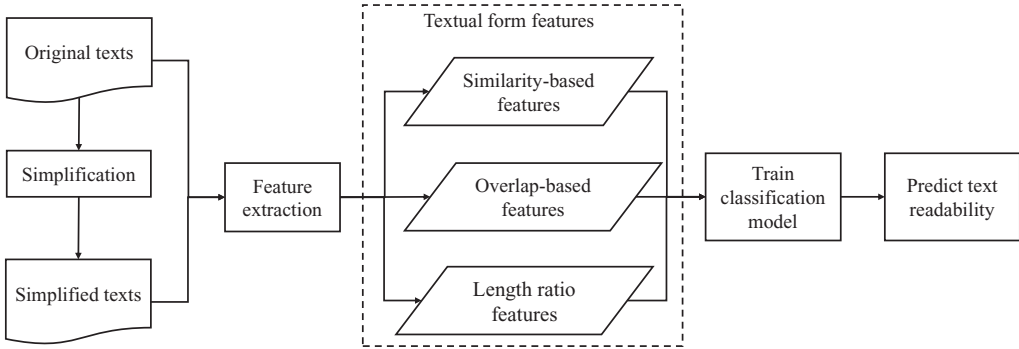 Original texts
Simplification
Simplified texts
Feature
extraction
Textual form features
Similarity-based
features
Overlap-based
features
Length ratio
features
Train
classification
model
Predict text
readability